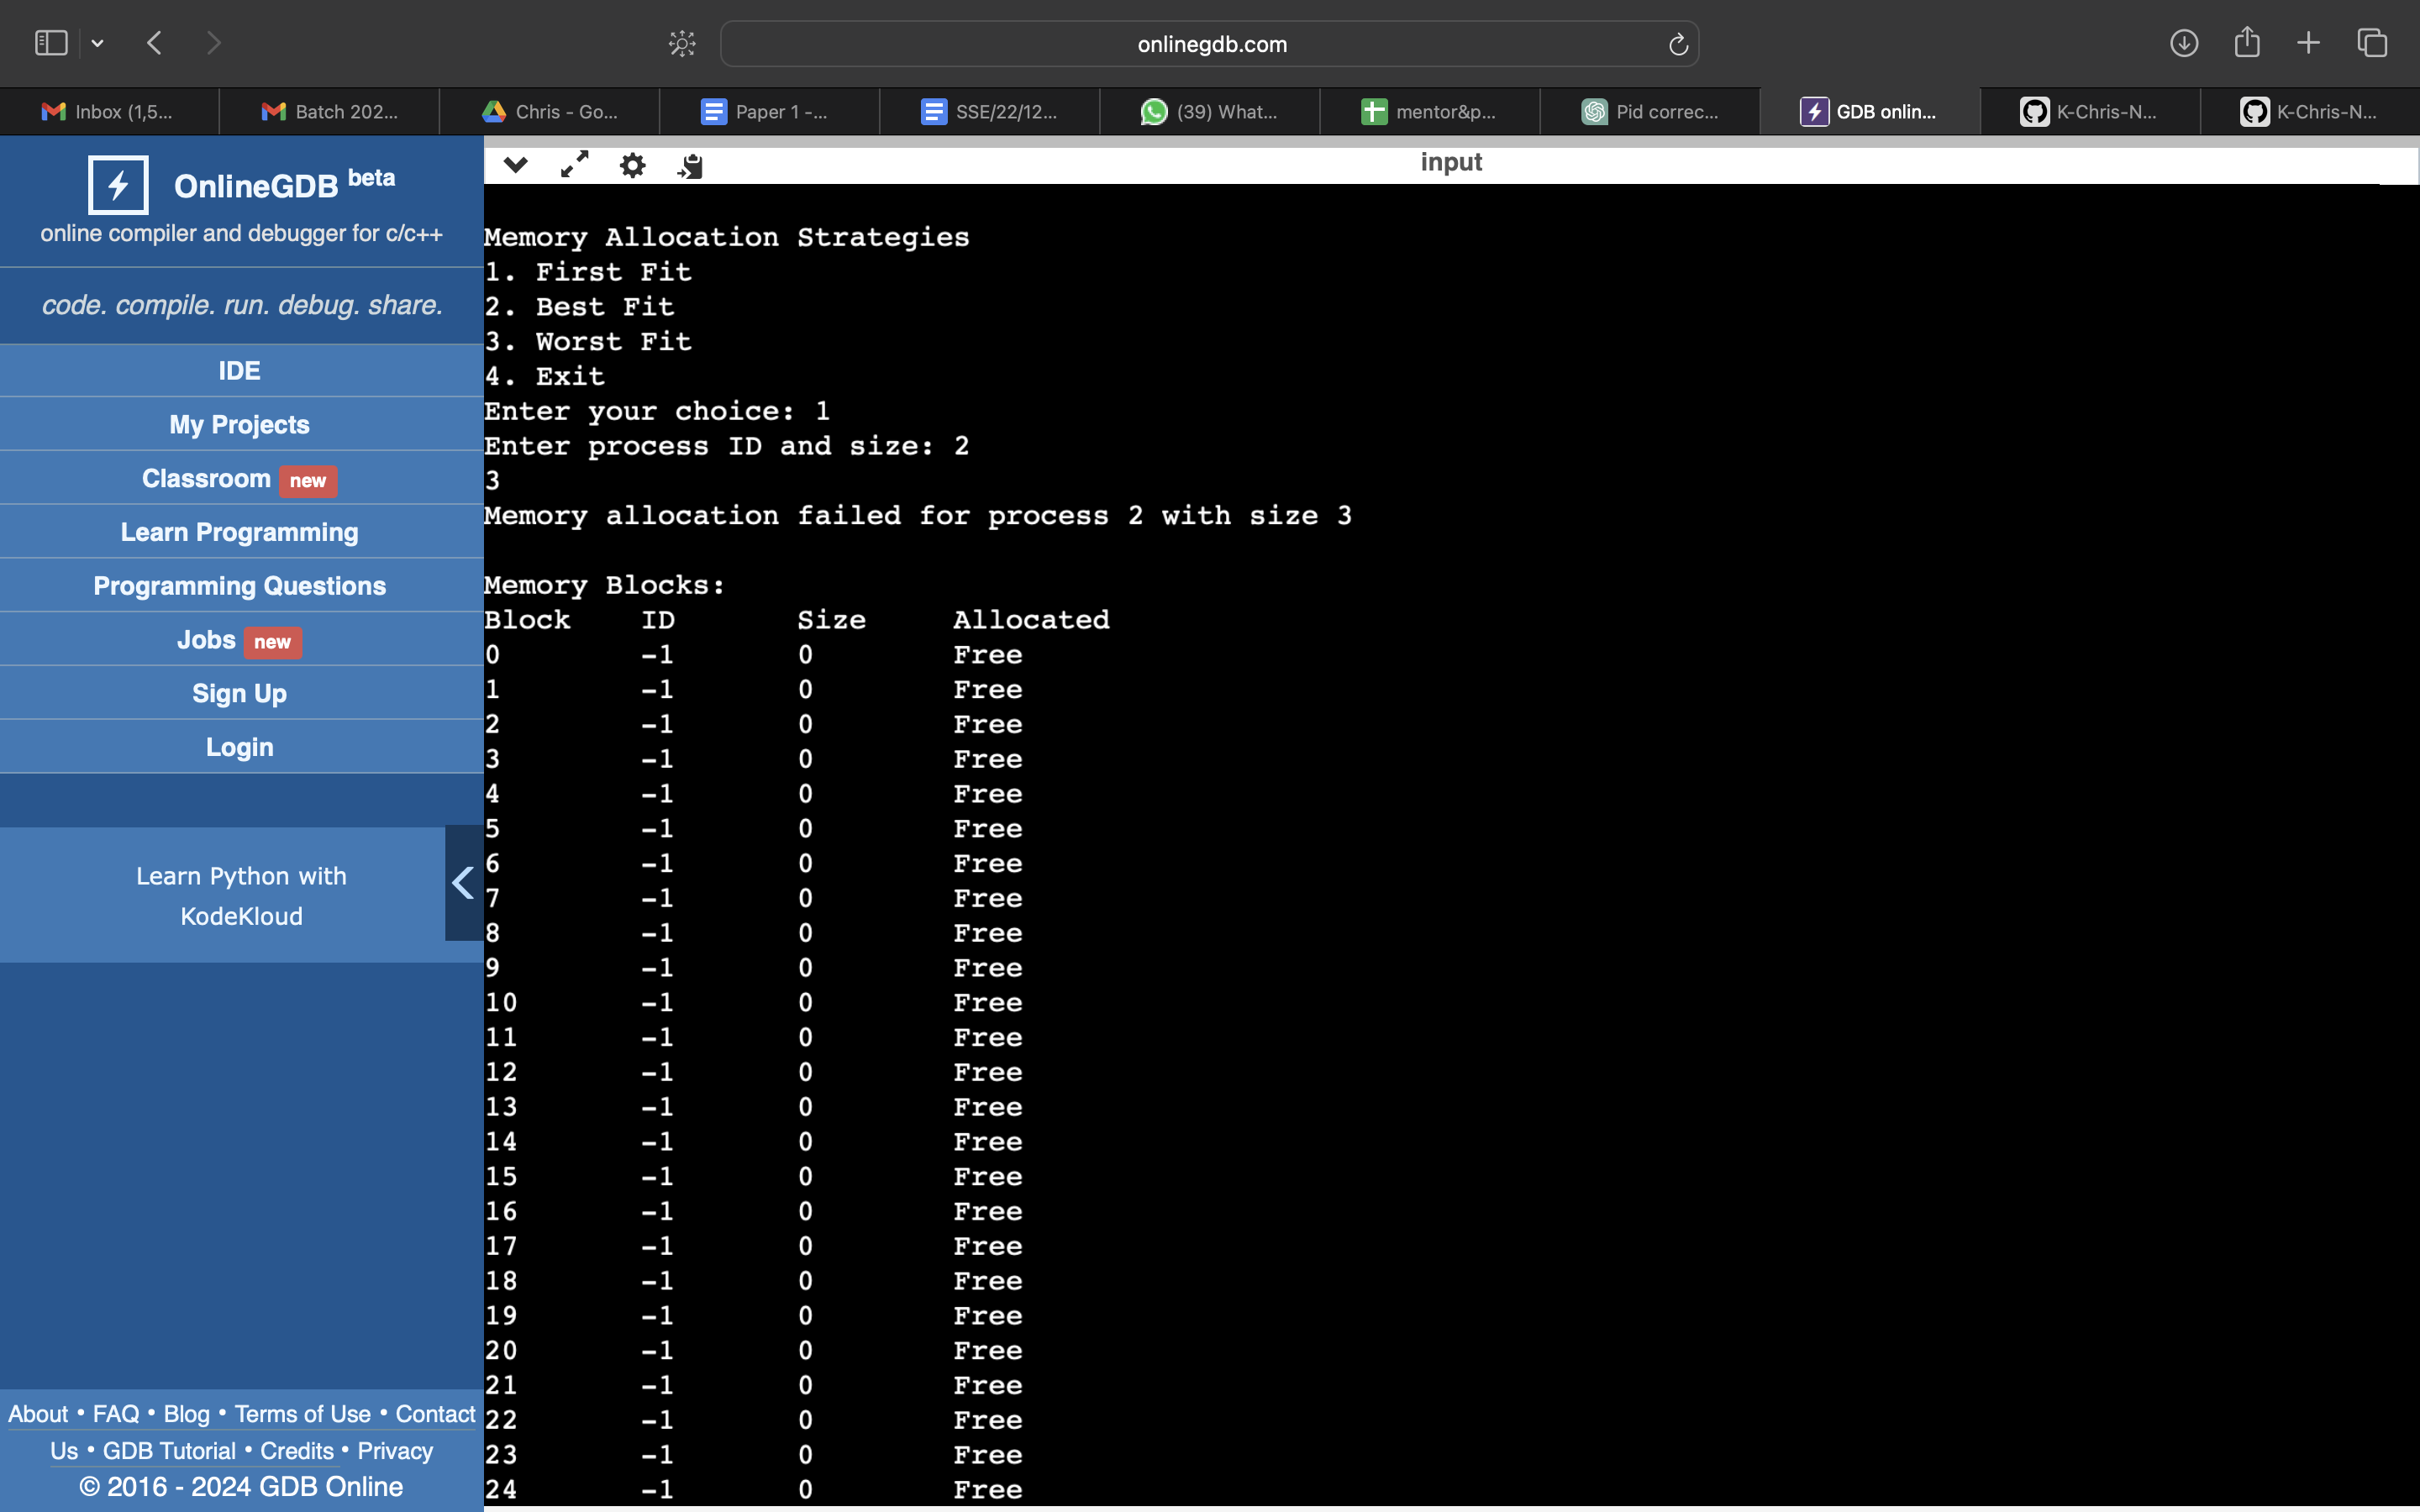 onlinegdb.com
Inbox (1,5...
Batch 202...
Chris - Go...
Paper 1 -...
SSE/22/12...
(39) What...
mentor&p...
Pid correc...
GDB onlin...
K-Chris-N...
K-Chris-N...
OnlineGDB beta
online compiler and debugger for c/c++
code. compile. run. debug. share.
IDE
My Projects
Classroom new
Learn Programming
Programming Questions
Jobs new
Sign Up
Login
Learn Python with
KodeKloud
About • FAQ • Blog • Terms of Use • Contact
Us • GDB Tutorial • Credits • Privacy
© 2016 - 2024 GDB Online
input
Memory Allocation Strategies
1. First Fit
2. Best Fit
3. Worst Fit
4. Exit
Enter your choice: 1
Enter process ID and size: 2
3
Memory allocation failed for process 2 with size 3
Memory Blocks:
Block ID Size Allocated
0 -1 0 Free
1 -1 0 Free
2 -1 0 Free
3 -1 0 Free
4 -1 0 Free
5 -1 0 Free
6 -1 0 Free
7 -1 0 Free
8 -1 0 Free
9 -1 0 Free
10 -1 0 Free
11 -1 0 Free
12 -1 0 Free
13 -1 0 Free
14 -1 0 Free
15 -1 0 Free
16 -1 0 Free
17 -1 0 Free
18 -1 0 Free
19 -1 0 Free
20 -1 0 Free
21 -1 0 Free
22 -1 0 Free
23 -1 0 Free
24 -1 0 Free